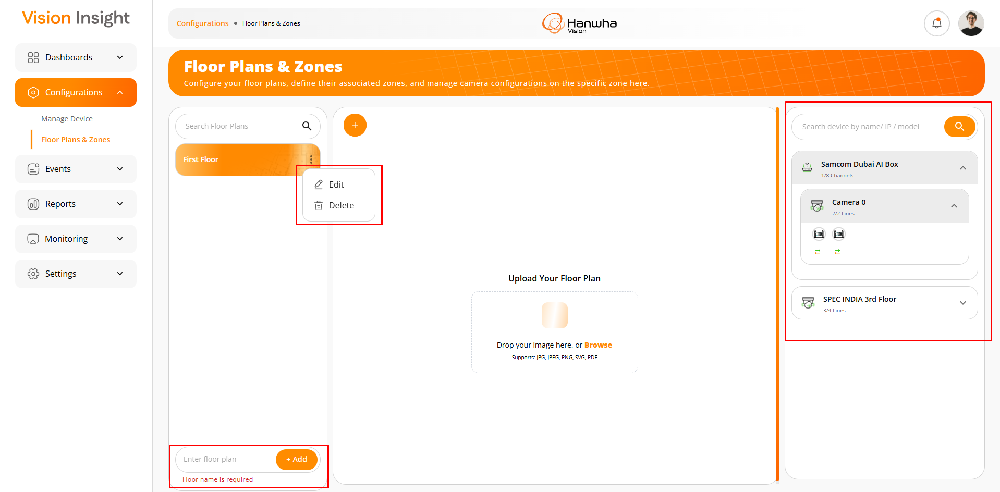 Vision Insight
Dashboards
Configurations
Manage Device
Floor Plans & Zones
Events
Reports
Monitoring
Settings
Configurations • Floor Plans & Zones
Hanwha
Vision
Floor Plans & Zones
Configure your floor plans, define their associated zones, and manage camera configurations on the specific zone here.
Search Floor Plans
First Floor
Edit
Delete
Enter floor plan
+ Add
Floor name is required
+
Upload Your Floor Plan
Drop your image here, or Browse
Supports: JPG, JPEG, PNG, SVG, PDF
Search device by name/ IP / model
Samcom Dubai AI Box
1/8 Channels
Camera 0
2/2 Lines
SPEC INDIA 3rd Floor
3/4 Lines